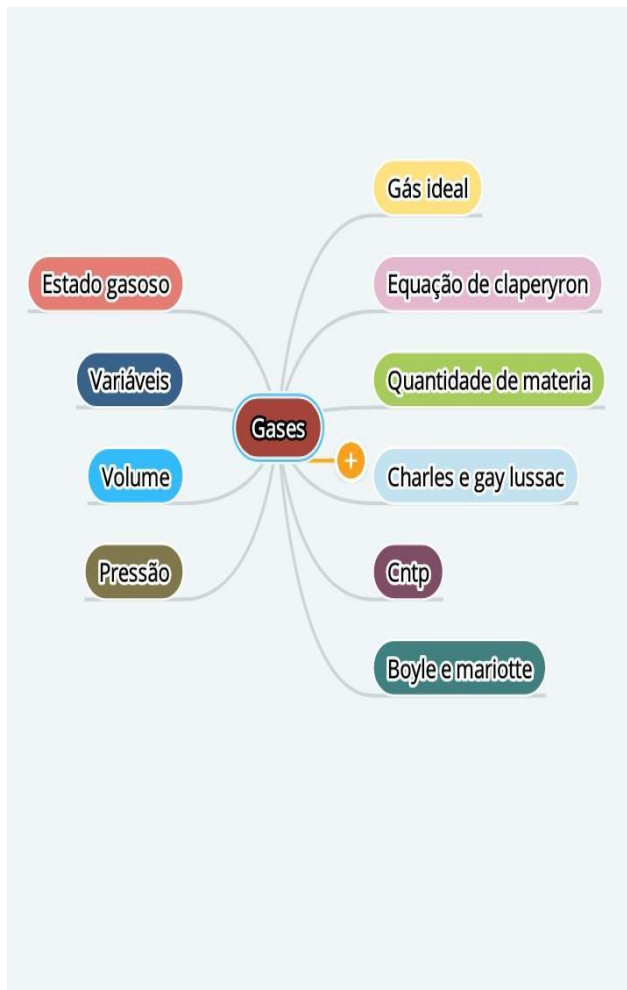 Gases
Estado gasoso
Variáveis
Volume
Pressão
Gás ideal
Equação de claperyron
Quantidade de materia
Charles e gay lussac
Cntp
Boyle e mariotte